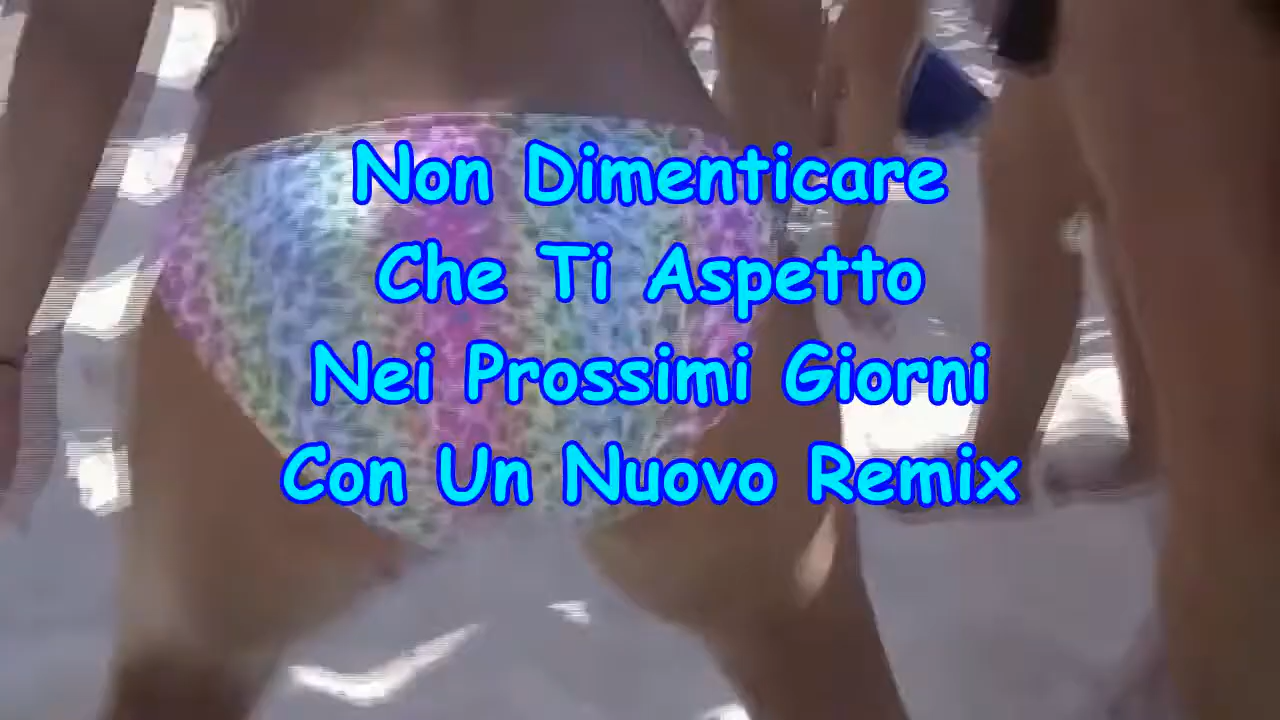 Non Dimenticare
Che Ti Aspetto
Nei Prossimi Giorni
Con Un Nuovo Remix